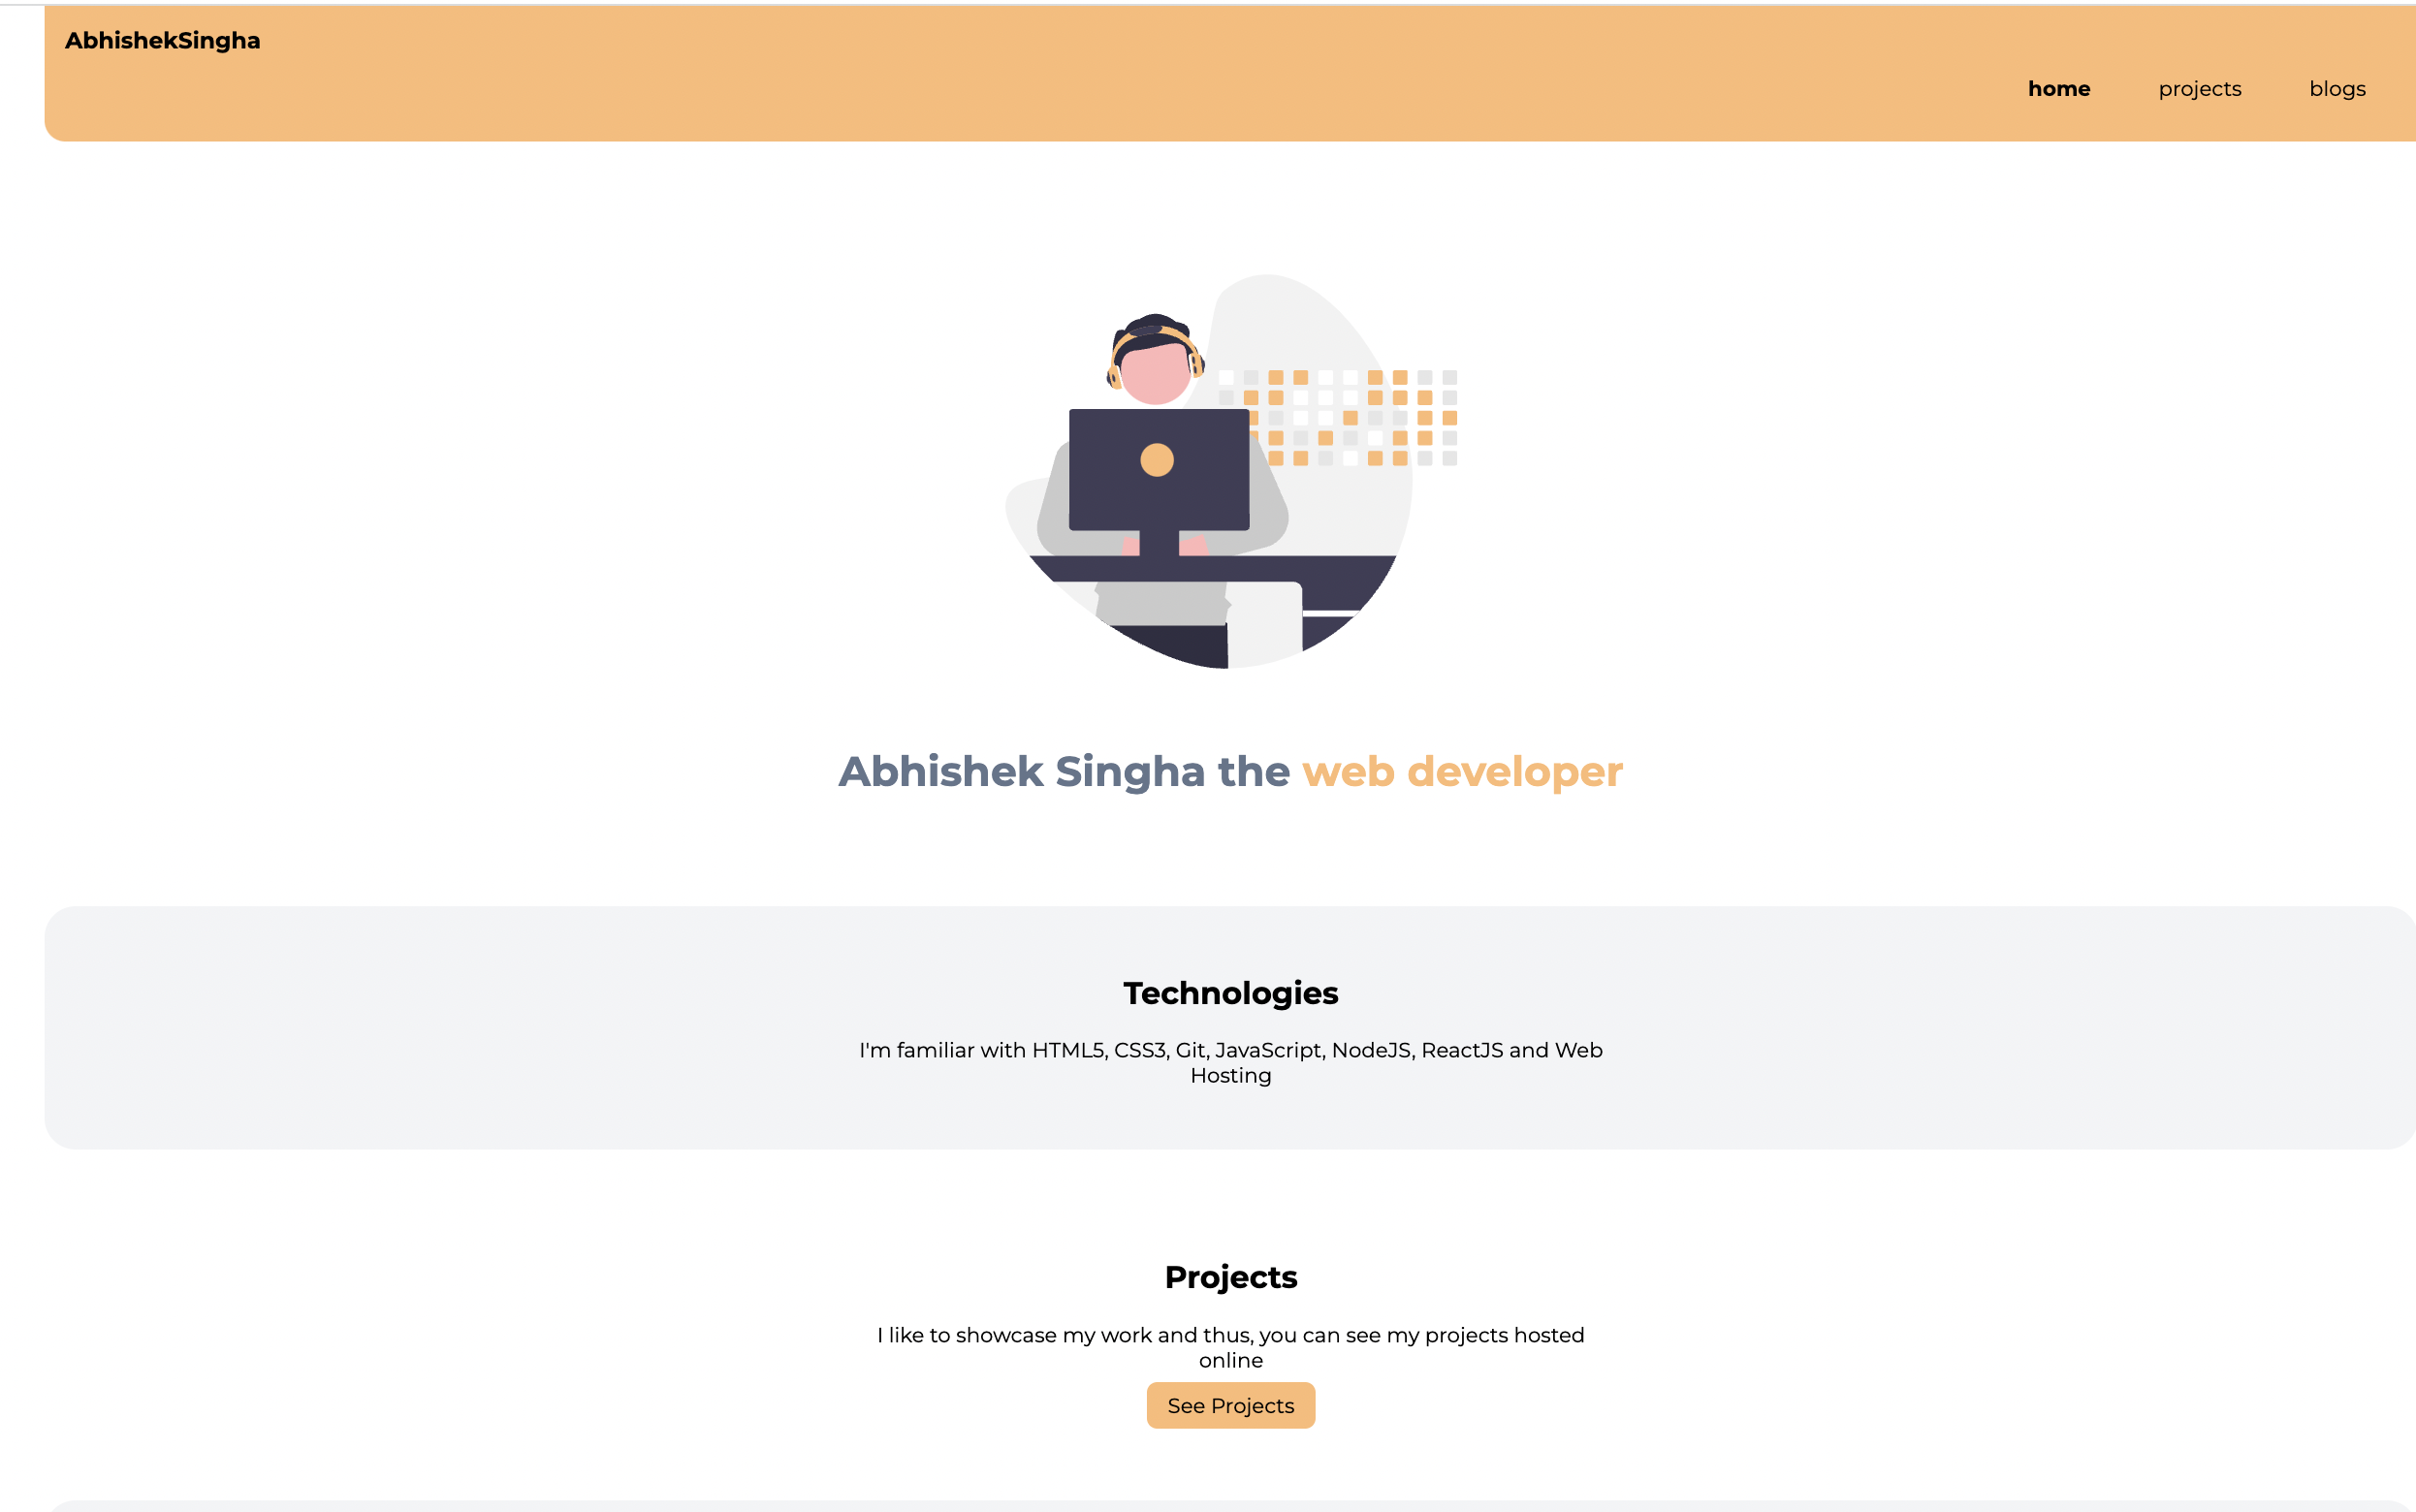 AbhishekSingha
home projects blogs
Abhishek Singha the web developer
Technologies
I'm familiar with HTML5, CSS3, Git, JavaScript, NodeJS, ReactJS and Web
Hosting
Projects
I like to showcase my work and thus, you can see my projects hosted
online
See Projects